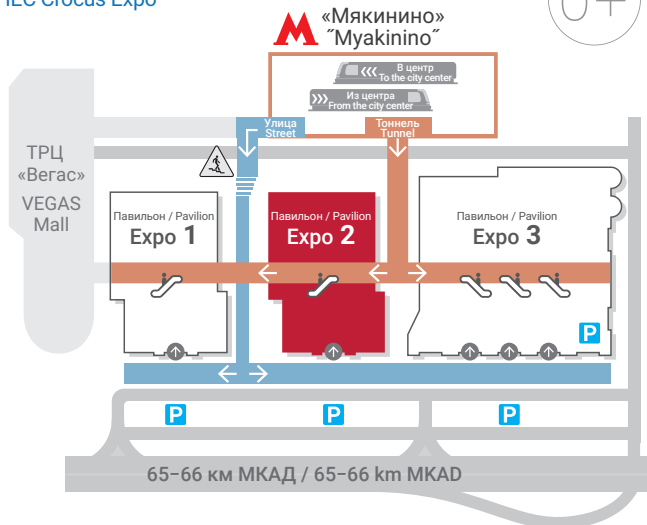 IEC Crocus Expo
0+
«Мякинино»
˝Myakinino˝
В центр
To the city center
Из центра
From the city center
Улица
Street
Тоннель
Tunnel
ТРЦ
«Вегас»
VEGAS
Mall
Павильон / Pavilion
Expo 1
Павильон / Pavilion
Expo 2
Павильон / Pavilion
Expo 3
P
P
P
P
65–66 км МКАД / 65–66 km MKAD